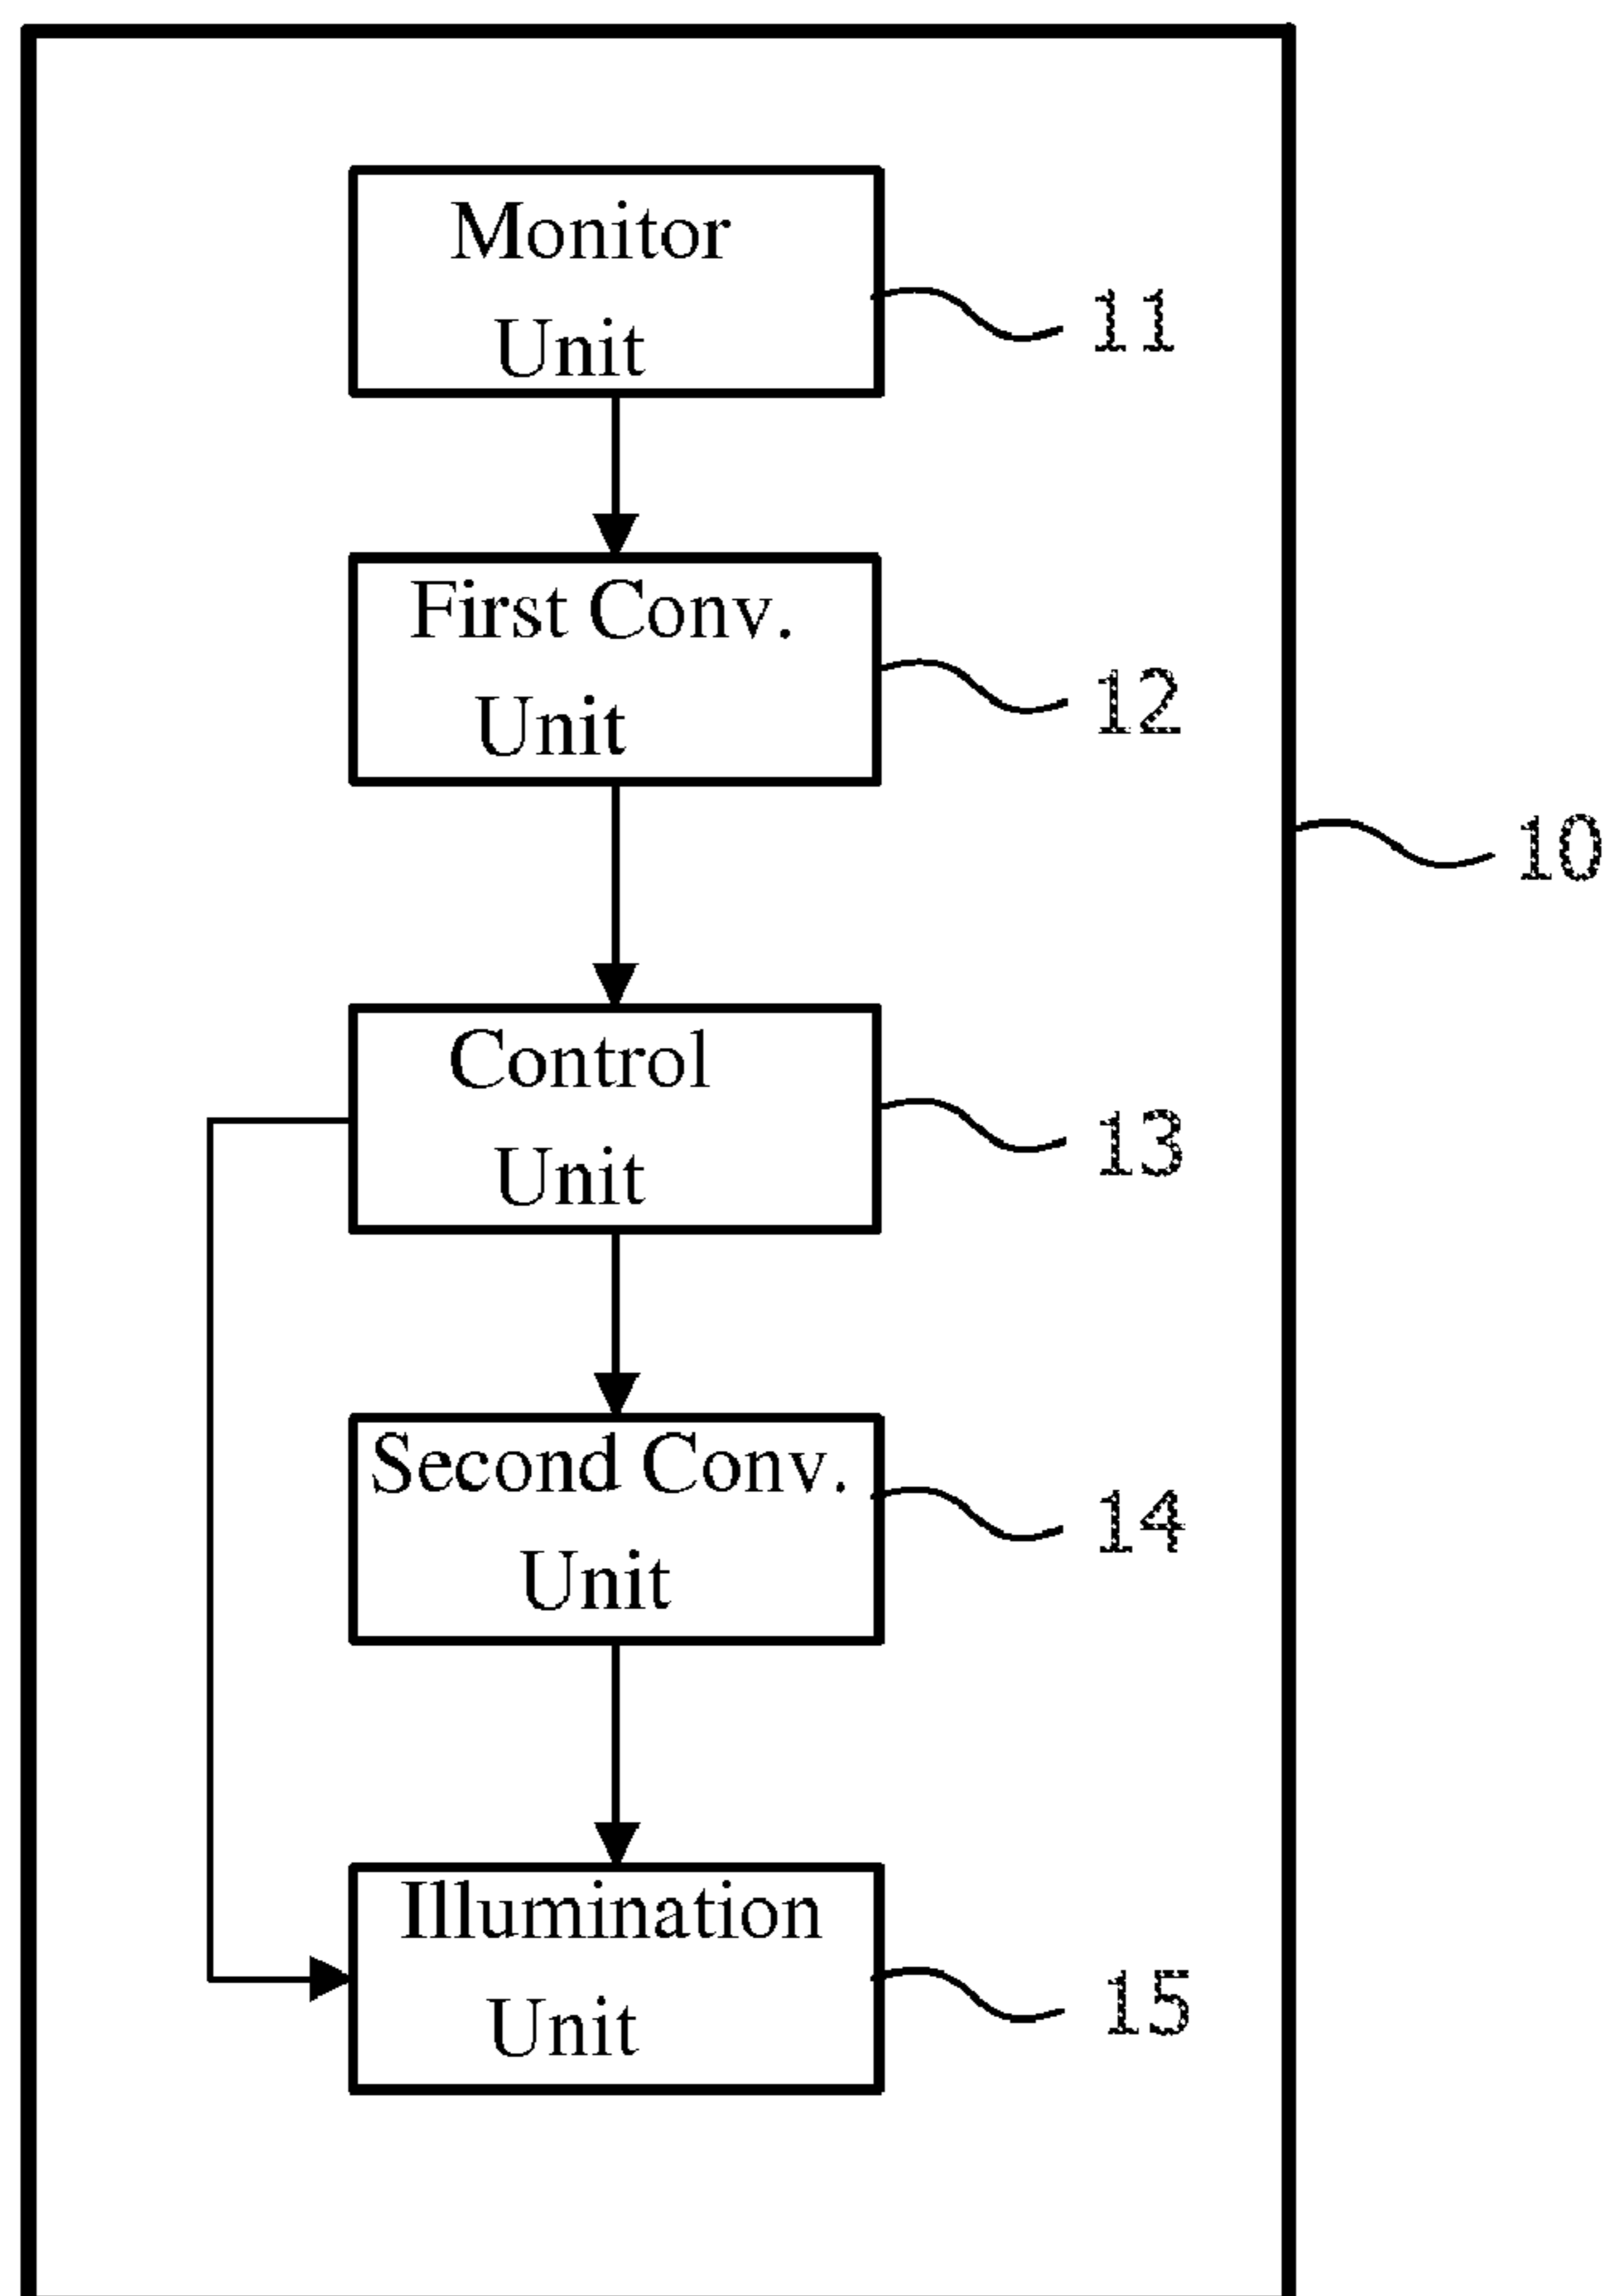 Monitor
Unit
11
First Conv.
Unit
12
10
Control
Unit
13
Second Conv.
Unit
14
Illumination
Unit
15